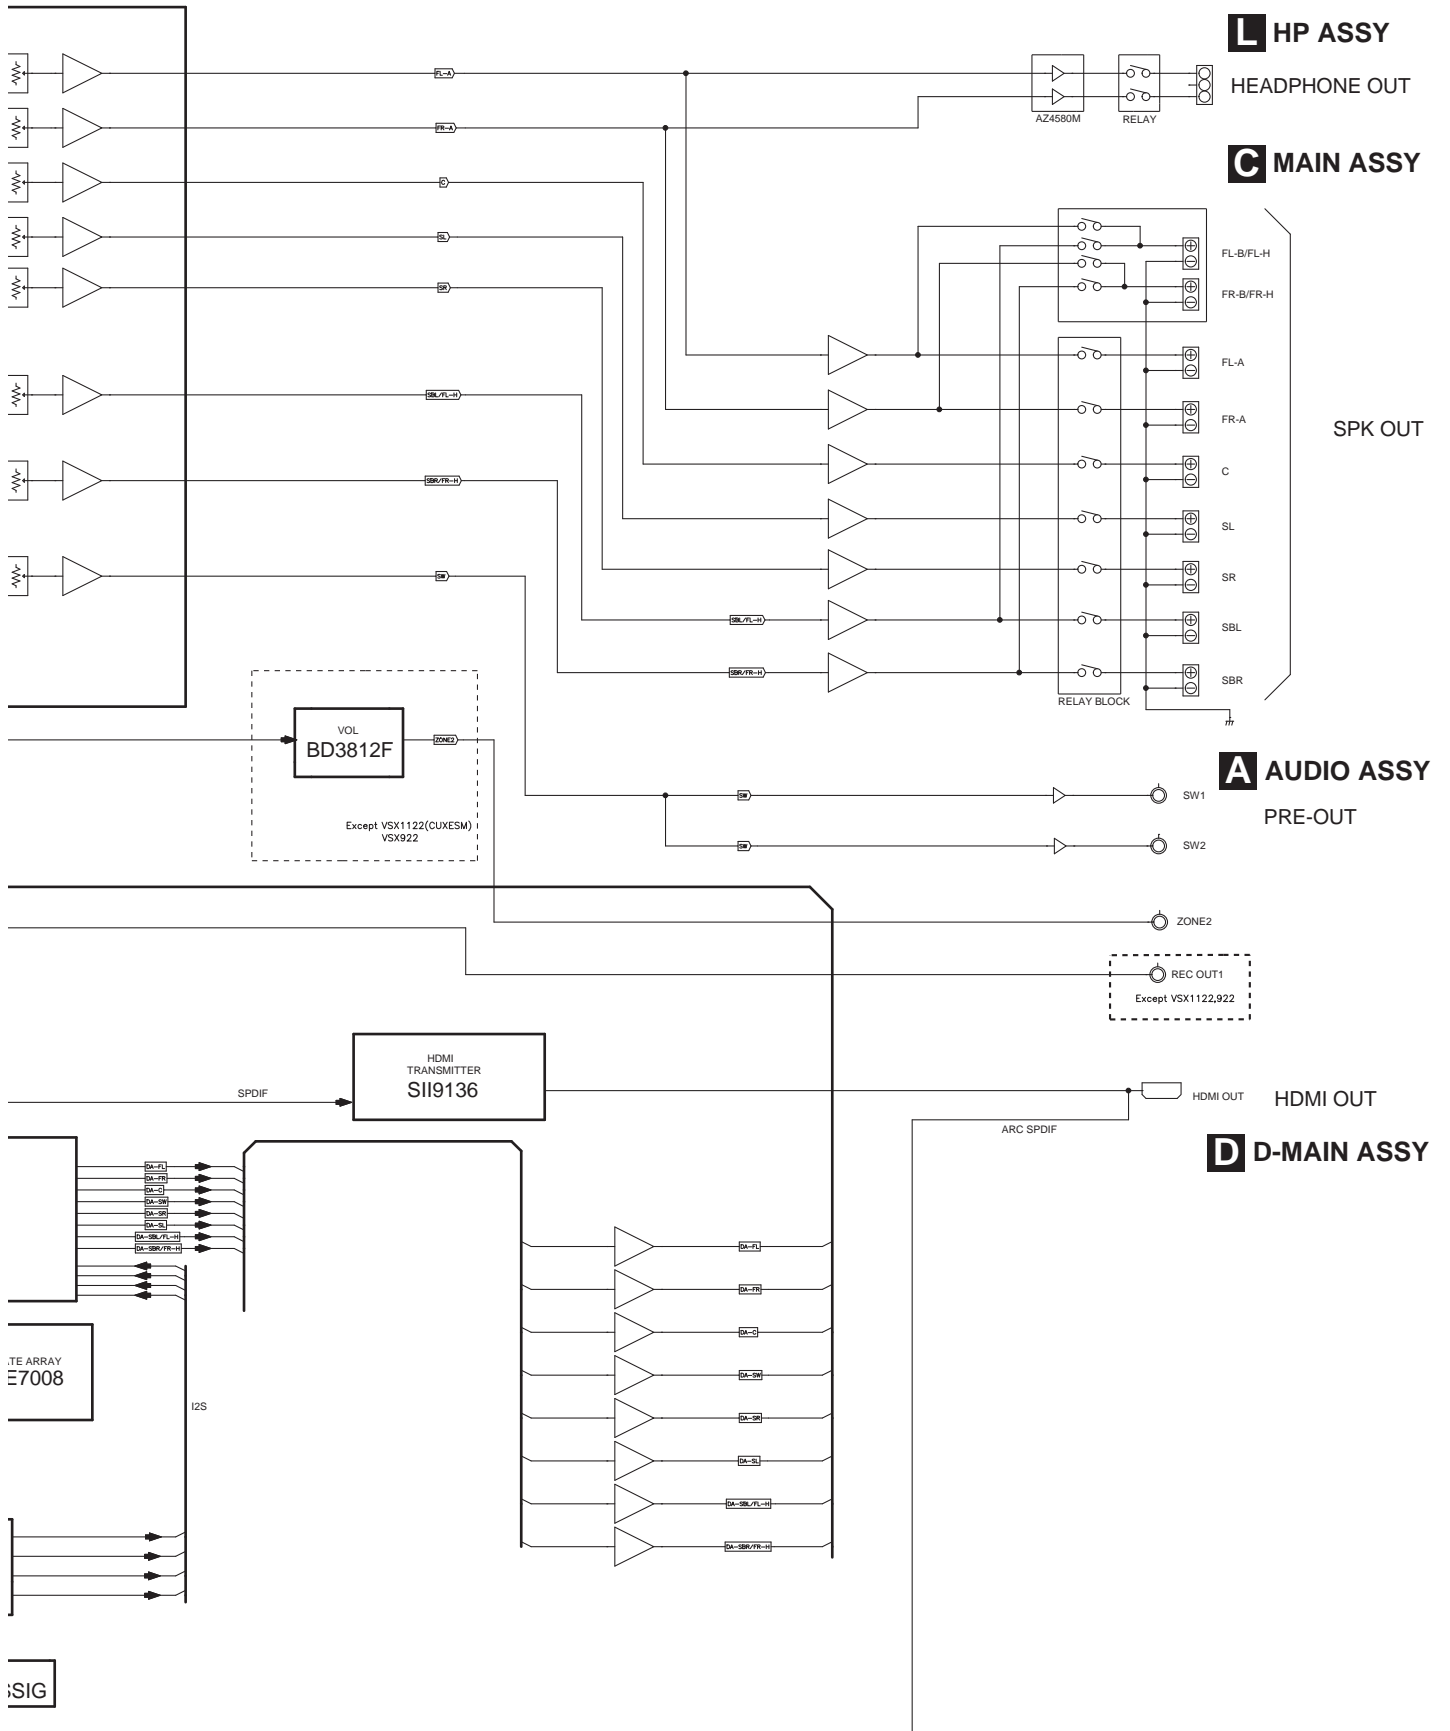 L HP ASSY
FL-A
HEADPHONE OUT
AZ4580M
RELAY
FR-A
C MAIN ASSY
C
SL
FL-B/FL-H
SR
FR-B/FR-H
FL-A
SBL/FL-H
FR-A
SPK OUT
C
SBR/FR-H
SL
SW
SR
SBL/FL-H
SBL
SBR/FR-H
SBR
RELAY BLOCK
VOL
BD3812F
ZONE2
Except VSX1122(CUXESM)
VSX922
A AUDIO ASSY
SW
SW1
PRE-OUT
SW
SW2
ZONE2
REC OUT1
Except VSX1122,922
HDMI
TRANSMITTER
SII9136
SPDIF
HDMI OUT
HDMI OUT
ARC SPDIF
D D-MAIN ASSY
DA-FL
DA-FR
DA-C
DA-SW
DA-SR
DA-SL
DA-SBL/FL-H
DA-SBR/FR-H
DA-FL
DA-FR
DA-C
DA-SW
DA-SR
DA-SL
DA-SBL/FL-H
DA-SBR/FR-H
TE ARRAY
E7008
I2S
SSIG